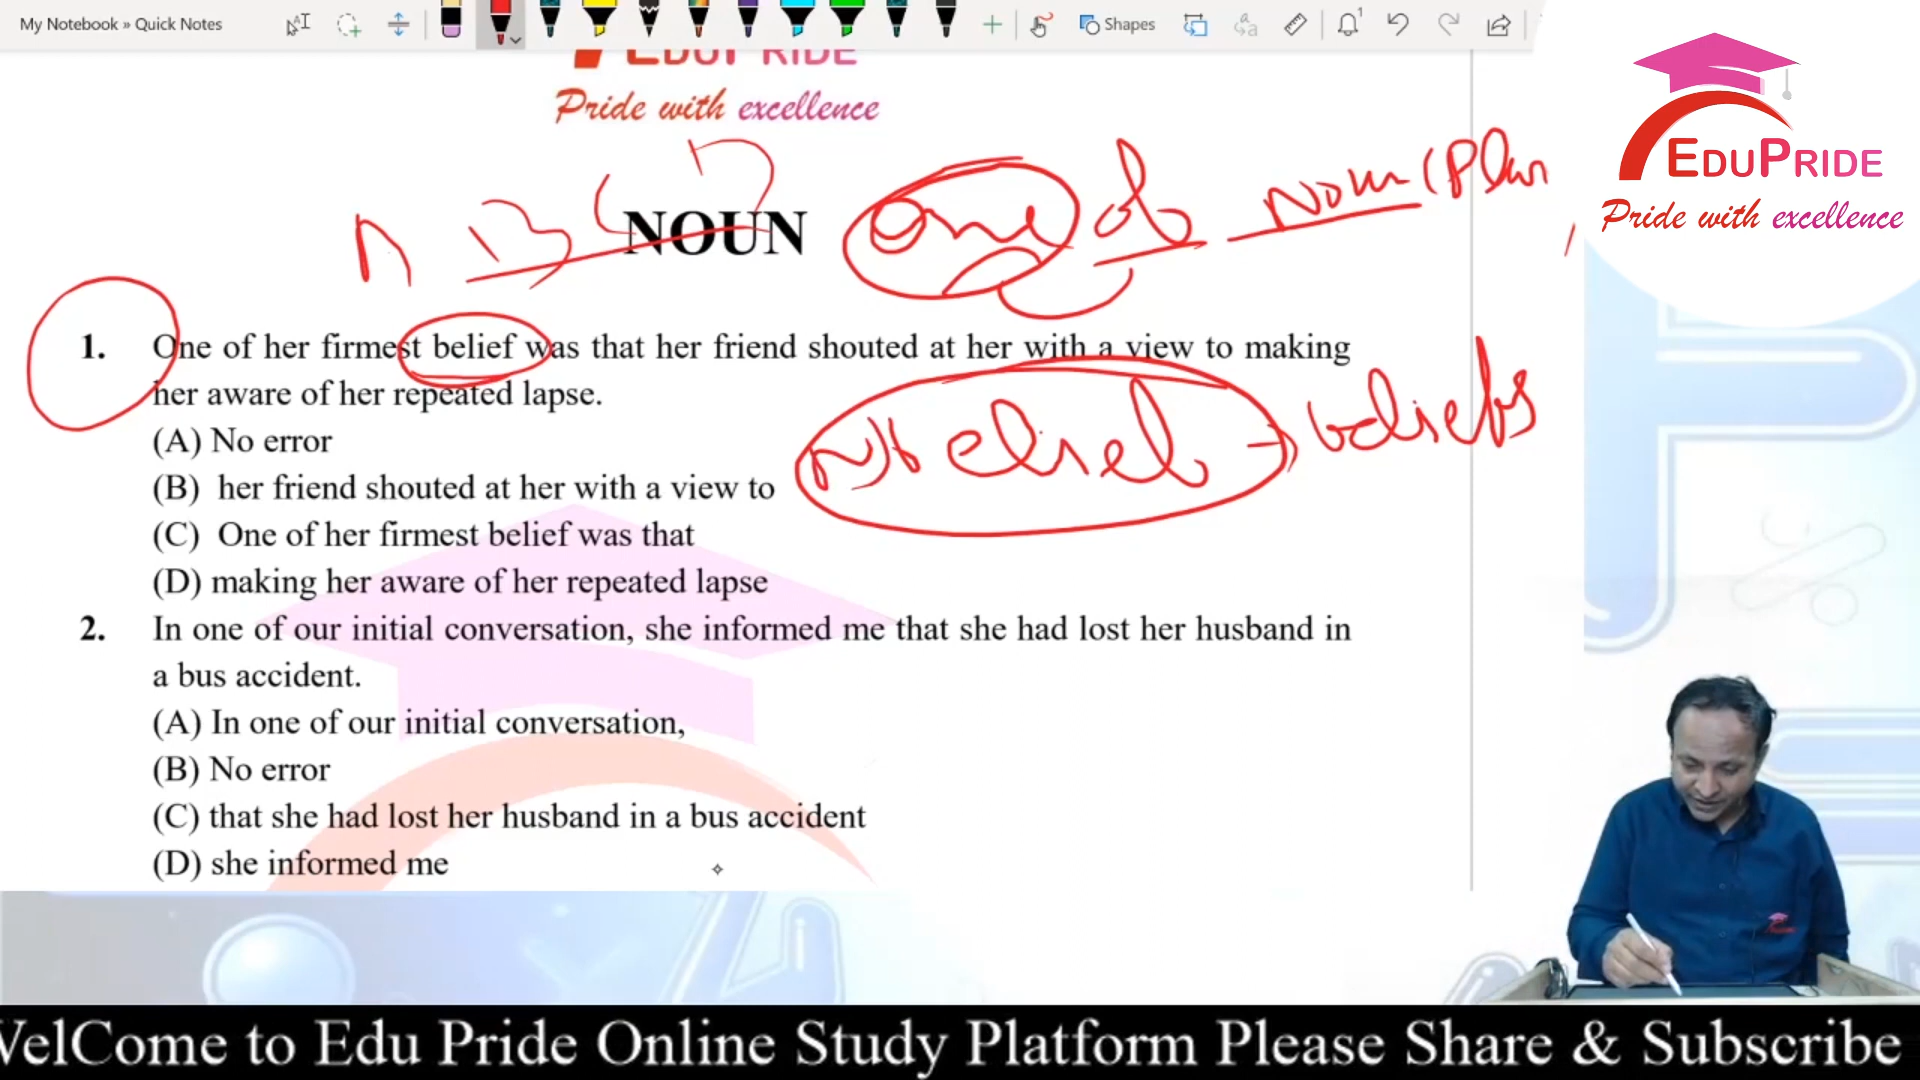 My Notebook » Quick Notes
Shapes
EDUPRIDE
Pride with excellence
EDUPRIDE
Pride with excellence
NOUN
One of Noun (Plu
1. One of her firmest belief was that her friend shouted at her with a view to making
her aware of her repeated lapse.
(A) No error
beliefs
(B) her friend shouted at her with a view to
(C) One of her firmest belief was that
(D) making her aware of her repeated lapse
2. In one of our initial conversation, she informed me that she had lost her husband in
a bus accident.
(A) In one of our initial conversation,
(B) No error
(C) that she had lost her husband in a bus accident
(D) she informed me
VelCome to Edu Pride Online Study Platform Please Share & Subscribe